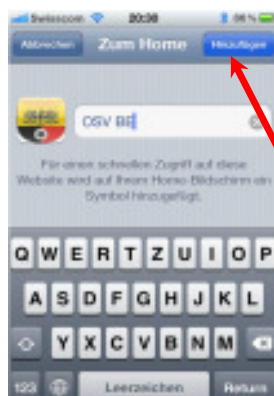 Swisscom 20:38 86 %
Abbrechen Zum Home Hinzufügen
OSV BE
Für einen schnellen Zugriff auf diese
Website wird auf Ihrem Home-Bildschirm ein
Symbol hinzugefügt.
Q W E R T Z U I O P
A S D F G H J K L
Y X C V B N M
123 Leerzeichen Return